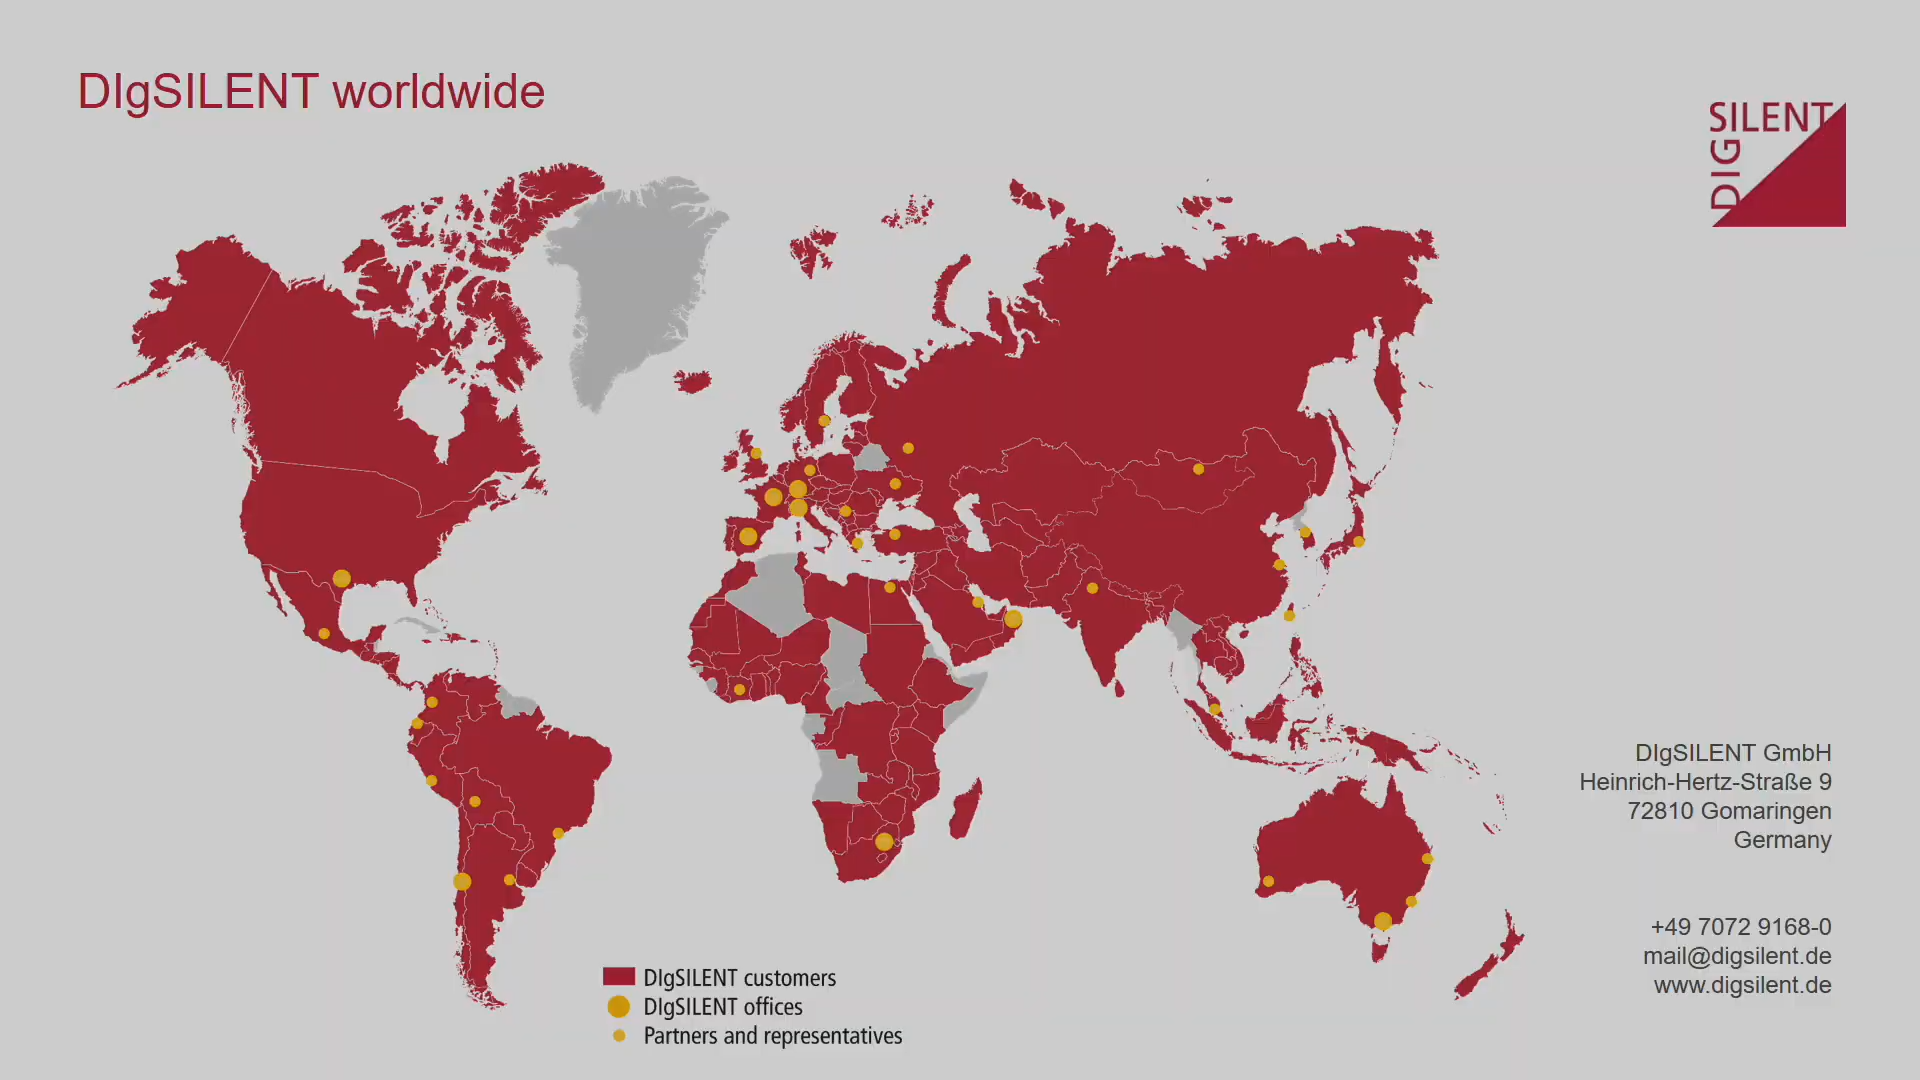 DIgSILENT worldwide
SILENT
DIG
DIgSILENT GmbH
Heinrich-Hertz-Straße 9
72810 Gomaringen
Germany
+49 7072 9168-0
mail@digsilent.de
www.digsilent.de
DIgSILENT customers
DIgSILENT offices
Partners and representatives